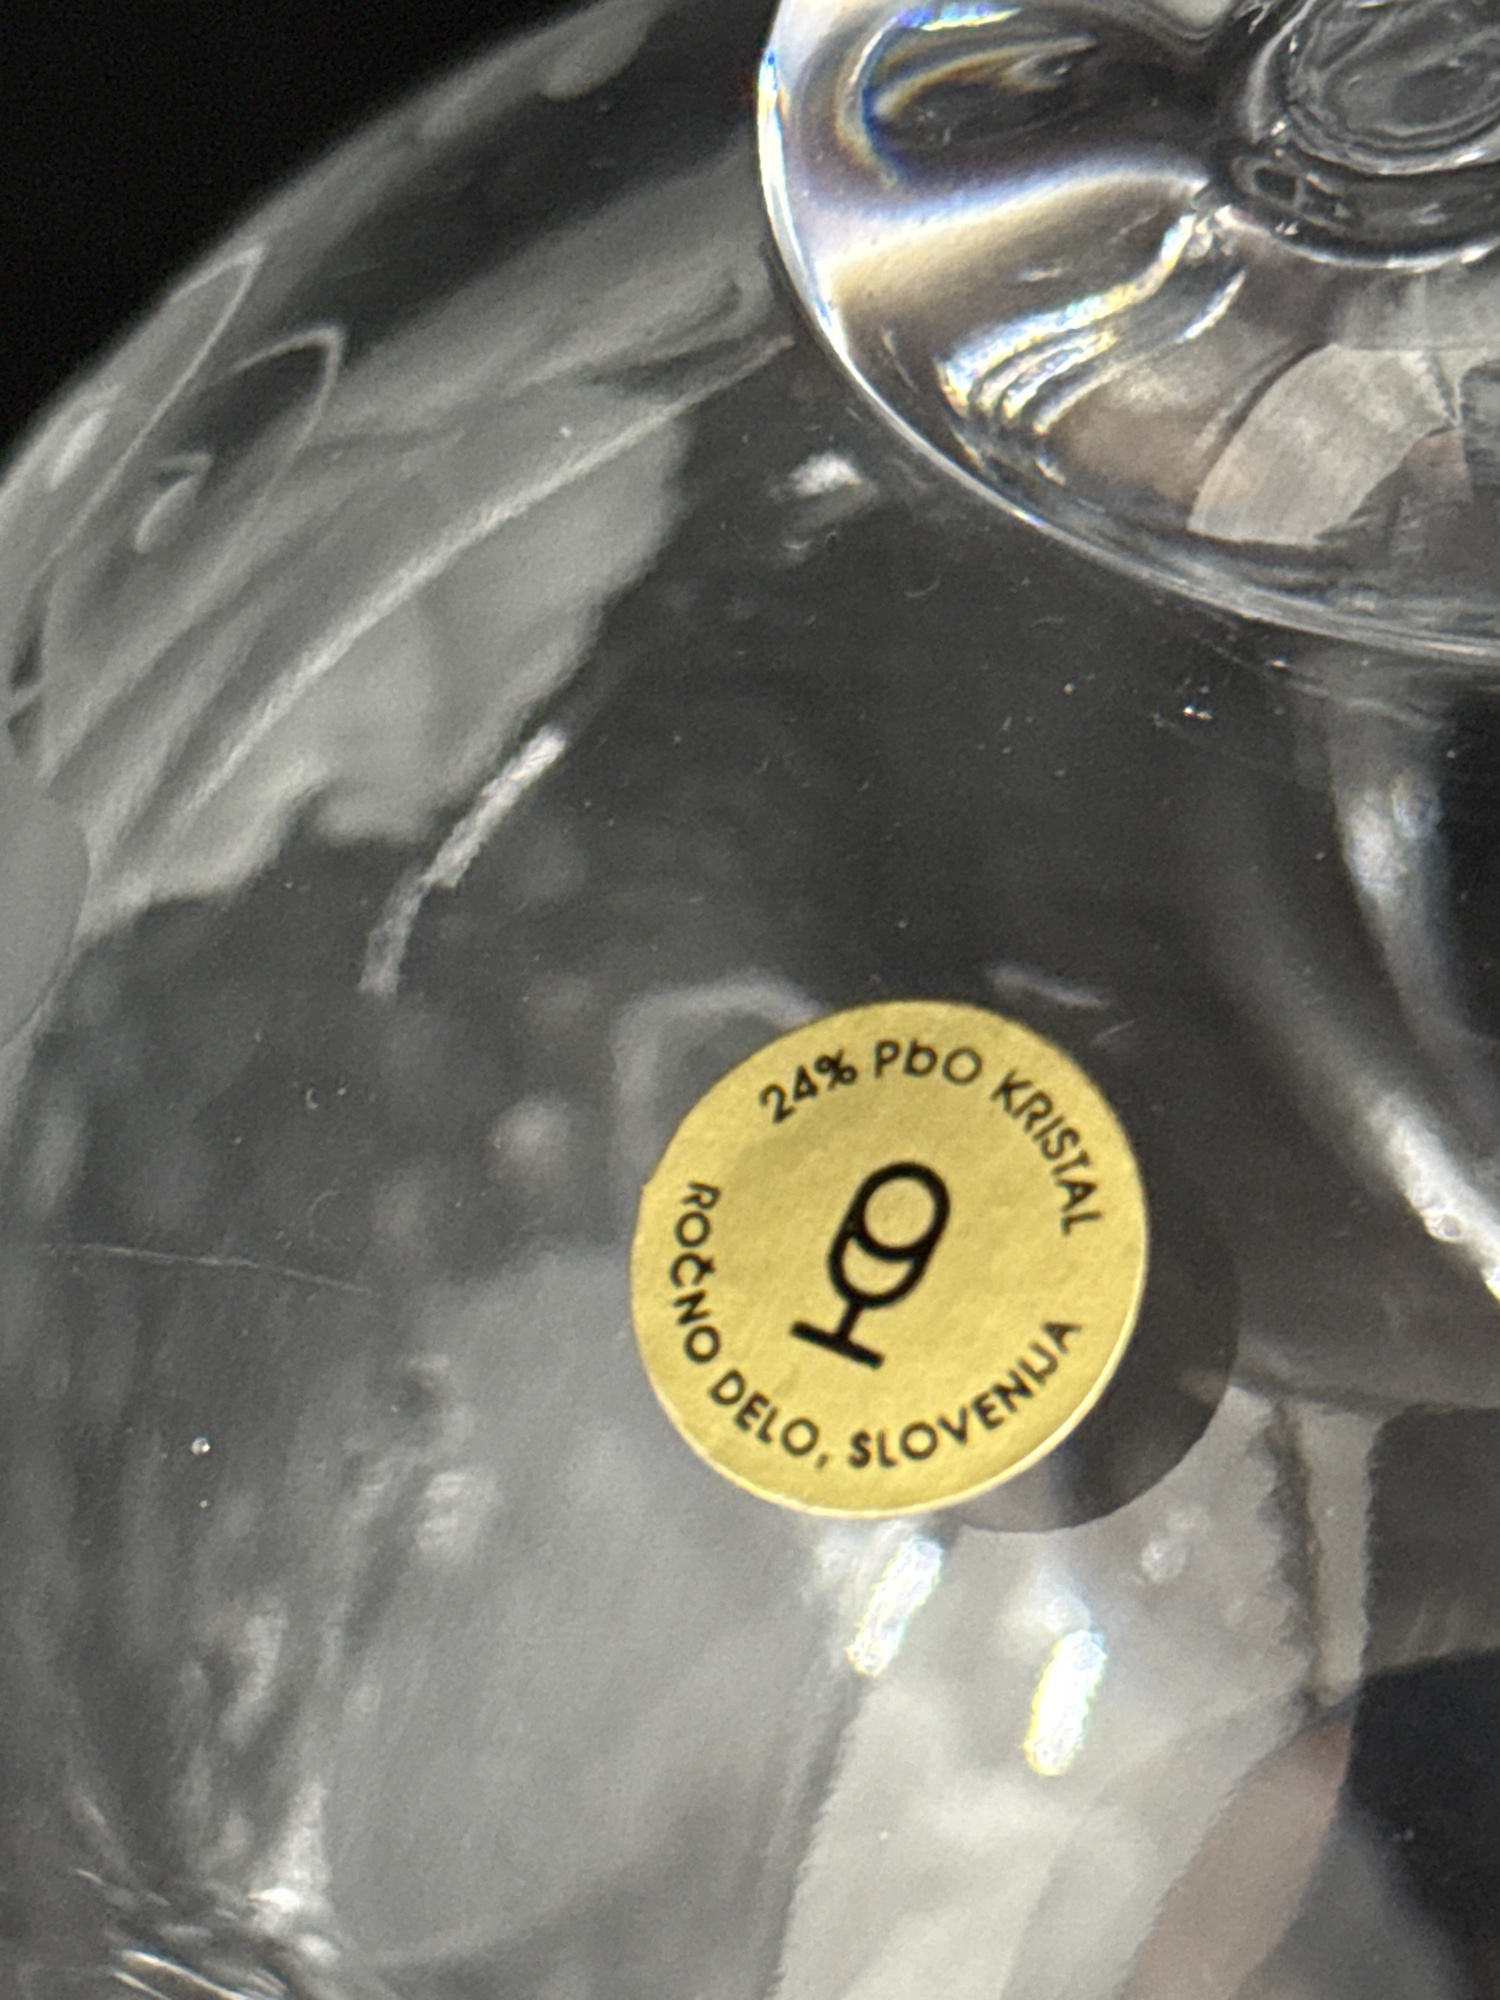 24% PbO KRISTAL
ROČNO DELO, SLOVENIJA